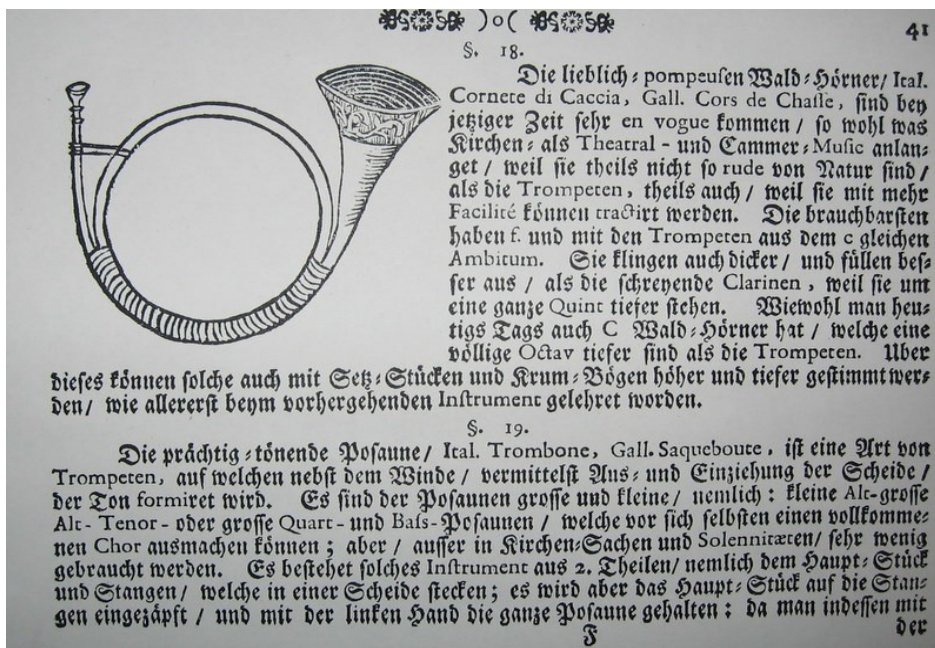 )o( 41
§. 18.
Die lieblich-pompeusen Wald-Hörner/ Ital.
Cornete di Caccia, Gall. Cors de Chasse, sind bey
jetziger Zeit sehr en vogue kommen / so wohl was
Kirchen- als Theatral- und Cammer-Music anlan-
get / weil sie theils nicht so rude von Natur sind /
als die Trompeten, theils auch / weil sie mit mehr
Facilité können tractirt werden. Die brauchbarsten
haben f. und mit den Trompeten aus dem c gleichen
Ambitum. Sie klingen auch dicker / und füllen bes-
ser aus / als die schreyende Clarinen, weil sie um
eine ganze Quint tiefer stehen. Wiewohl man heu-
tigs Tags auch C Wald-Hörner hat / welche eine
völlige Octav tiefer sind als die Trompeten. Uber
dieses können solche auch mit Setz-Stücken und Krum-Bögen höher und tiefer gestimmt wer-
den/ wie allererst beym vorhergehenden Instrument gelehret worden.
§. 19.
Die prächtig-tönende Posaune/ Ital. Trombone, Gall. Saqueboute, ist eine Art von
Trompeten, auf welchen nebst dem Winde / vermittelst Aus- und Einziehung der Scheide /
der Ton formiret wird. Es sind der Posaunen grosse und kleine/ nemlich: kleine Alt-grosse
Alt-Tenor-oder grosse Quart-und Bass-Posaunen / welche vor sich selbsten einen vollkomme-
nen Chor ausmachen können; aber / ausser in Kirchen-Sachen und Solennitæten/ sehr wenig
gebraucht werden. Es bestehet solches Instrument aus 2. Theilen/ nemlich dem Haupt-Stück
und Stangen / welche in einer Scheide stecken; es wird aber das Haupt-Stück auf die Stan-
gen eingezäpft / und mit der linken Hand die ganze Posaune gehalten: da man indessen mit
F der